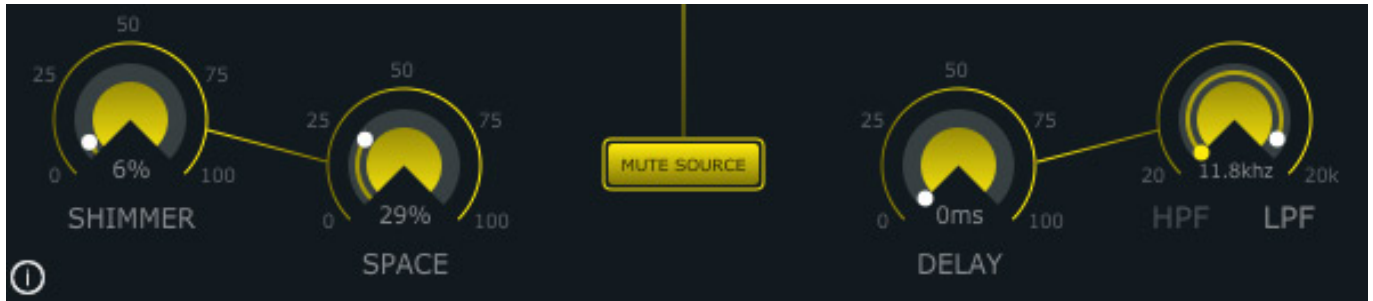 50
25
75
0
6%
100
SHIMMER
50
25
75
0
29%
100
SPACE
MUTE SOURCE
50
25
75
0
0ms
100
DELAY
20
11.8khz
20k
HPF
LPF
i